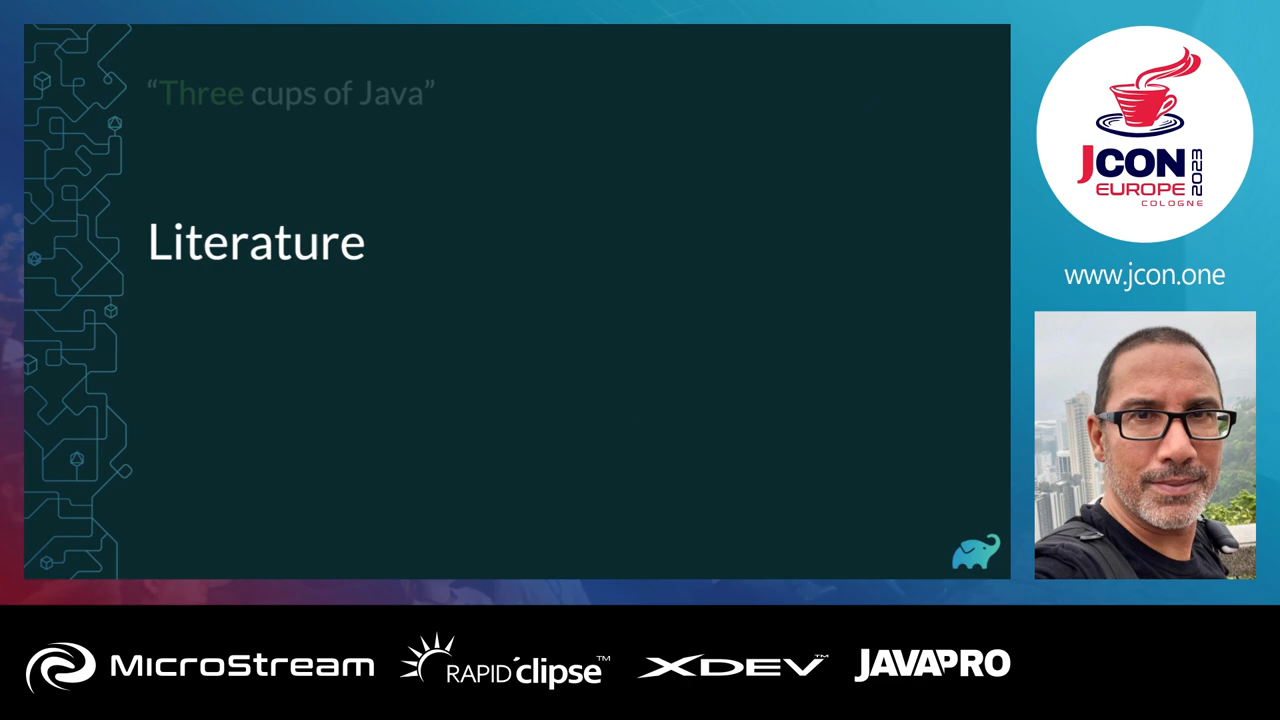 “Three cups of Java”
Literature
JCON
EUROPE
2023
COLOGNE
www.jcon.one
MicroStream
RAPID clipse™
XDEV™
JAVAPRO